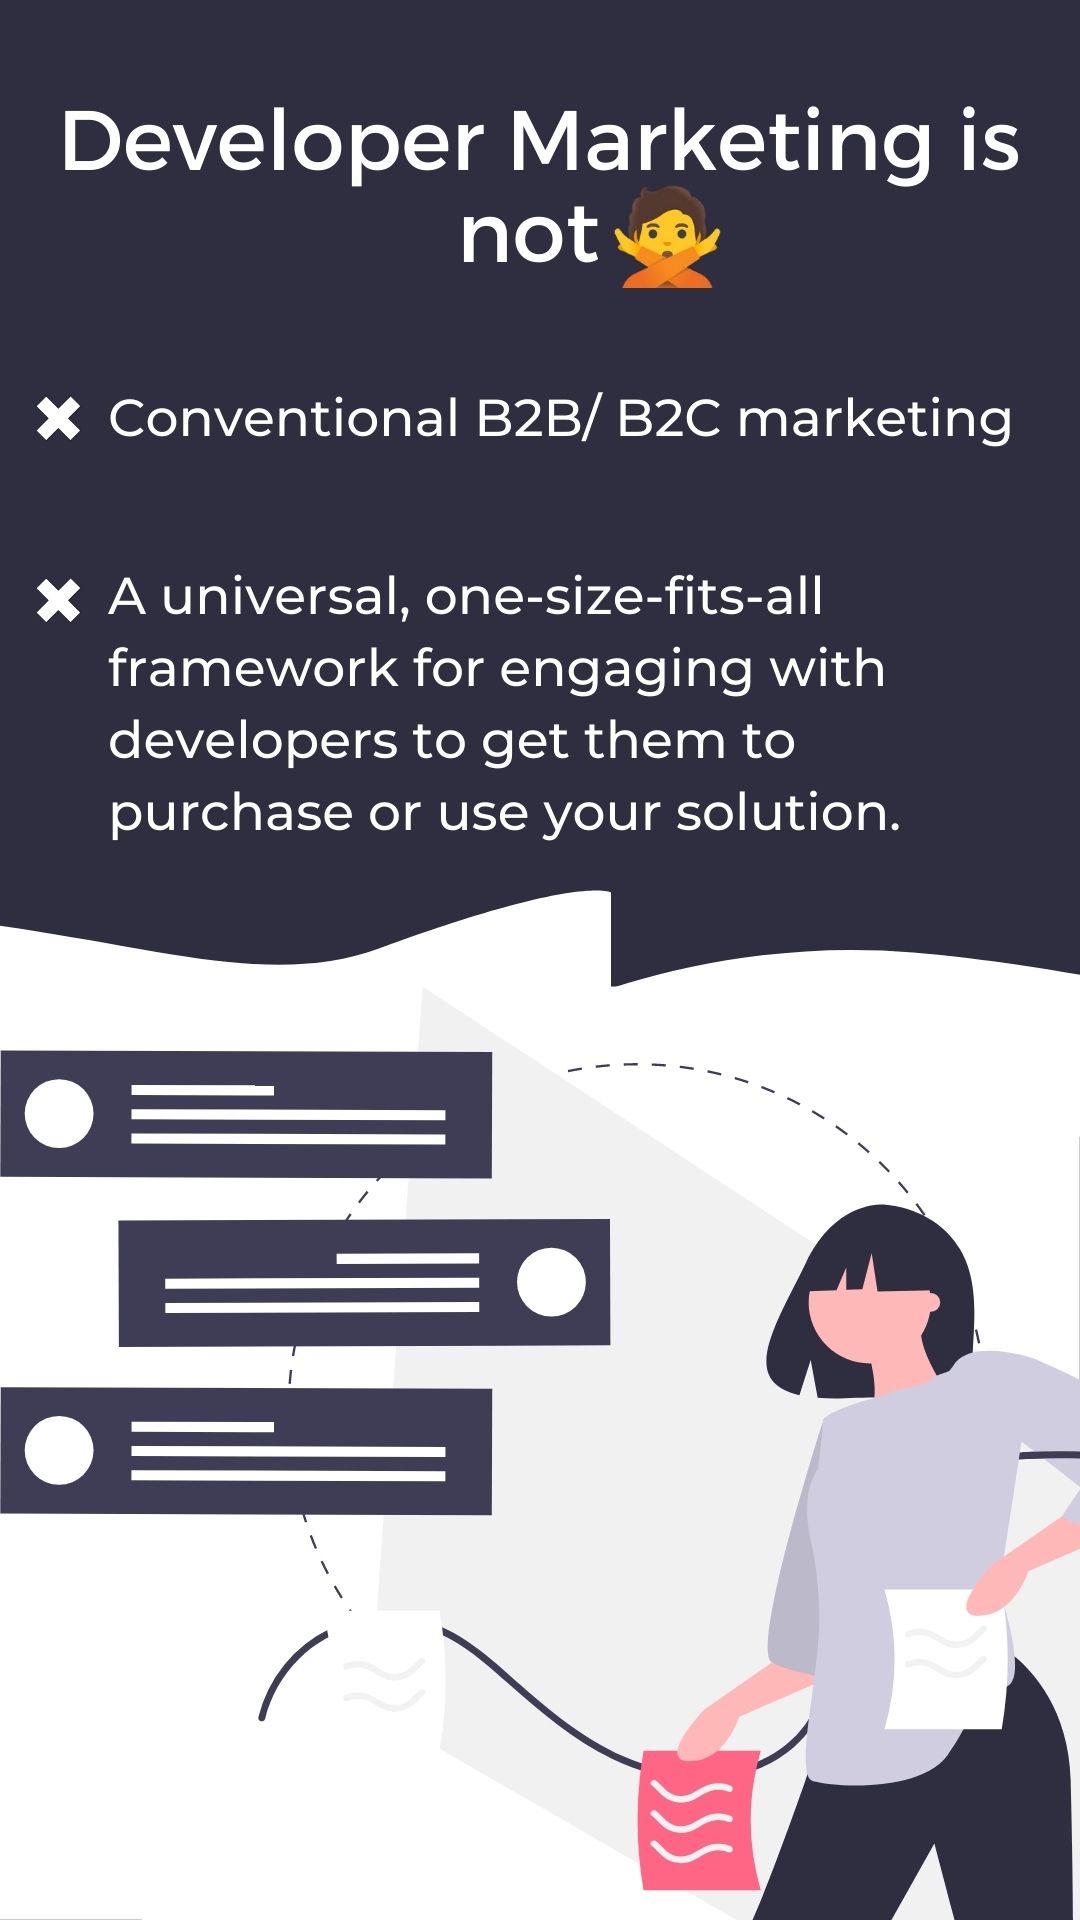 Developer Marketing is
not 🙅
✖ Conventional B2B/ B2C marketing
✖ A universal, one-size-fits-all
framework for engaging with
developers to get them to
purchase or use your solution.